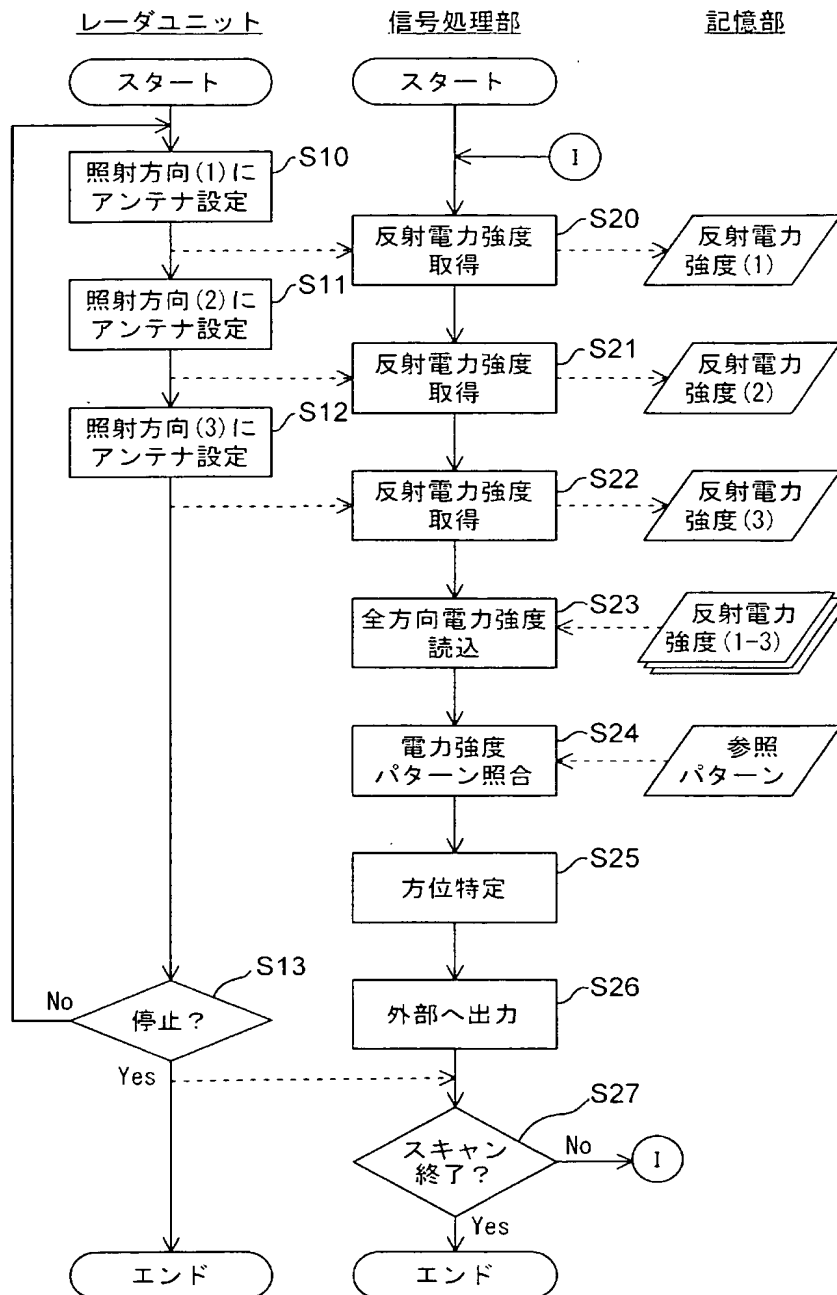 レーダユニット
信号処理部
記憶部
スタート
スタート
I
照射方向(1)に
アンテナ設定
S10
反射電力強度
取得
S20
反射電力
強度(1)
照射方向(2)に
アンテナ設定
S11
反射電力強度
取得
S21
反射電力
強度(2)
照射方向(3)に
アンテナ設定
S12
反射電力強度
取得
S22
反射電力
強度(3)
全方向電力強度
読込
S23
反射電力
強度(1-3)
電力強度
パターン照合
S24
参照
パターン
方位特定
S25
停止?
S13
No
Yes
外部へ出力
S26
スキャン
終了?
S27
No
I
Yes
エンド
エンド